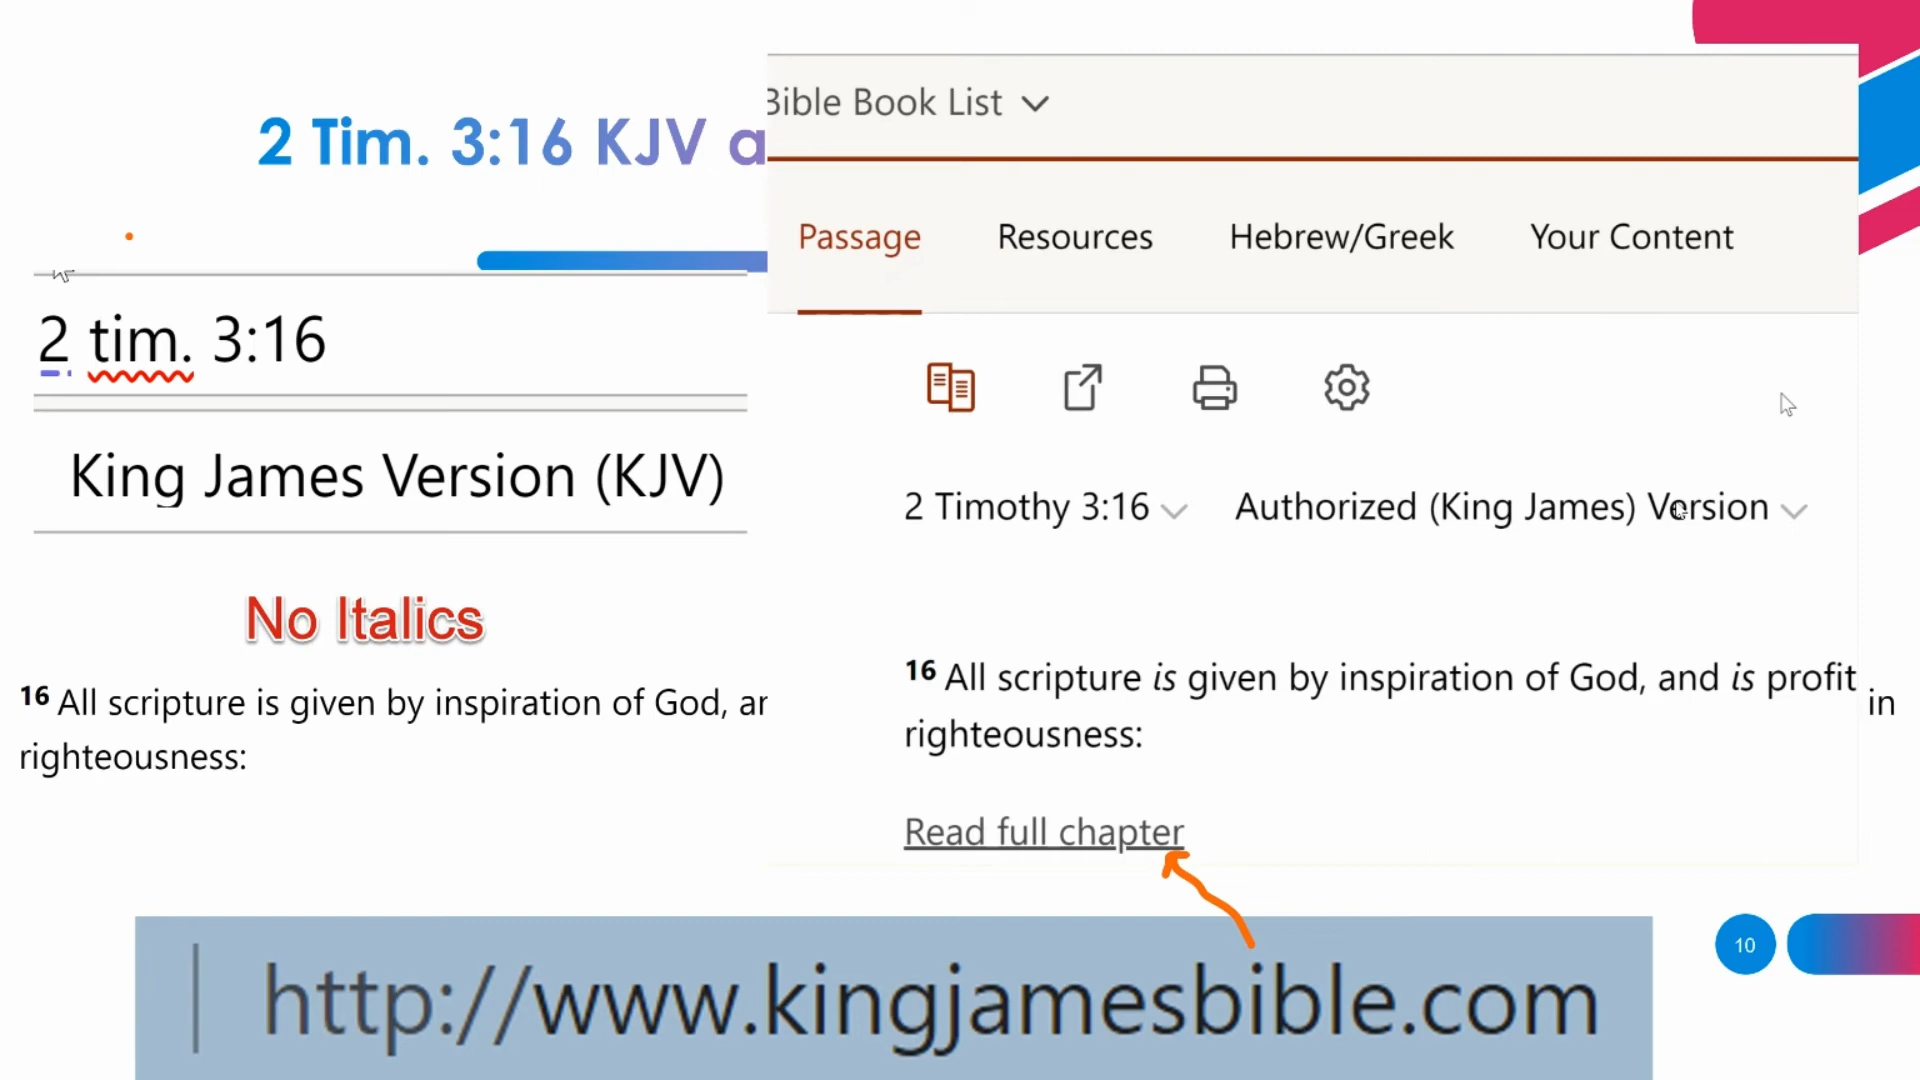 2 Tim. 3:16 KJV a
2 tim. 3:16
King James Version (KJV)
No Italics
16 All scripture is given by inspiration of God, ar
righteousness:
Bible Book List
Passage Resources Hebrew/Greek Your Content
2 Timothy 3:16 Authorized (King James) Version
16 All scripture is given by inspiration of God, and is profit
in
righteousness:
Read full chapter
http://www.kingjamesbible.com
10